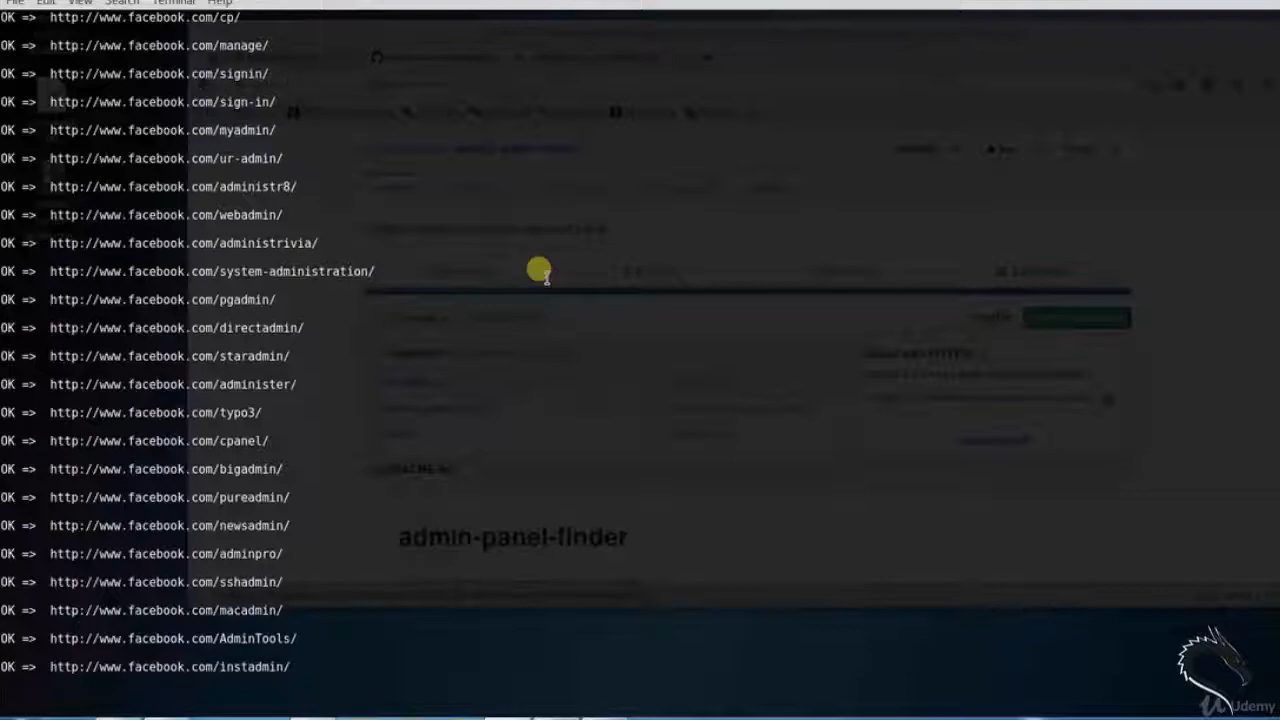 File Edit View Search Terminal Help
OK => http://www.facebook.com/cp/
OK => http://www.facebook.com/manage/
OK => http://www.facebook.com/signin/
OK => http://www.facebook.com/sign-in/
OK => http://www.facebook.com/myadmin/
OK => http://www.facebook.com/ur-admin/
OK => http://www.facebook.com/administr8/
OK => http://www.facebook.com/webadmin/
OK => http://www.facebook.com/administrivia/
OK => http://www.facebook.com/system-administration/
OK => http://www.facebook.com/pgadmin/
OK => http://www.facebook.com/directadmin/
OK => http://www.facebook.com/staradmin/
OK => http://www.facebook.com/administer/
OK => http://www.facebook.com/typo3/
OK => http://www.facebook.com/cpanel/
OK => http://www.facebook.com/bigadmin/
OK => http://www.facebook.com/pureadmin/
OK => http://www.facebook.com/newsadmin/
OK => http://www.facebook.com/adminpro/
OK => http://www.facebook.com/sshadmin/
OK => http://www.facebook.com/macadmin/
OK => http://www.facebook.com/AdminTools/
OK => http://www.facebook.com/instadmin/
admin-panel-finder
Udemy